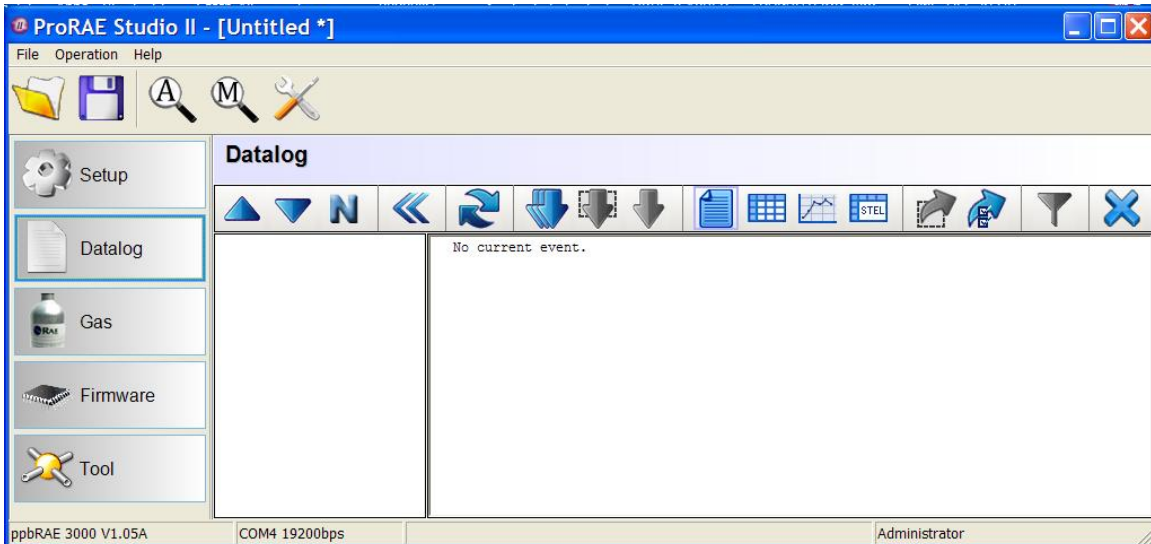 ProRAE Studio II - [Untitled *]
File Operation Help
A M
Setup
Datalog
Gas
Firmware
Tool
Datalog
N STEL
No current event.
RAE
ppbRAE 3000 V1.05A COM4 19200bps Administrator